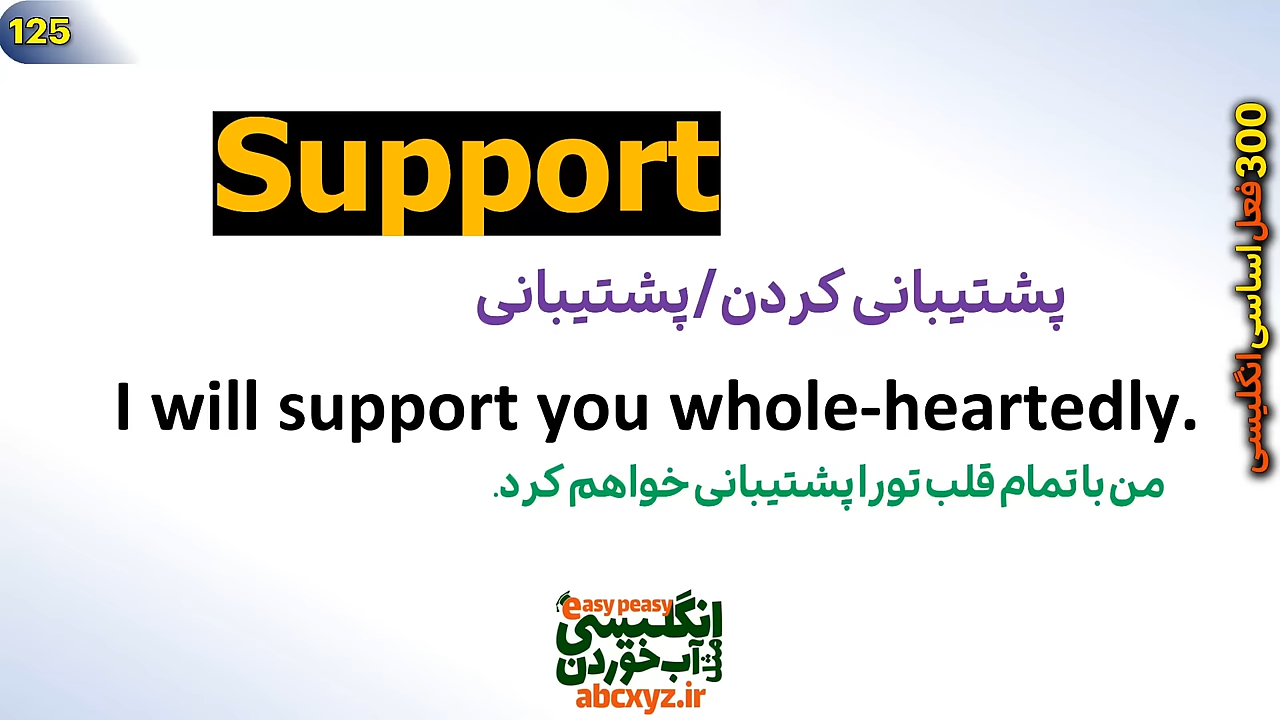 125
Support
پشتیبانی کردن/پشتیبانی
I will support you whole-heartedly.
من با تمام قلب تو را پشتیبانی خواهم کرد.
300 فعل اساسی انگلیسی
easy peasy
انگلیسی
مثل آب خوردن
abcxyz.ir